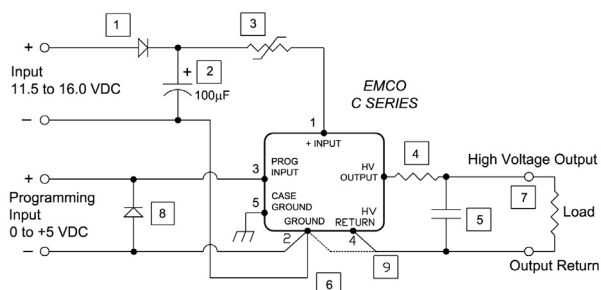 1
3
+
Input
11.5 to 16.0 VDC
−
+
2
100µF
EMCO
C SERIES
1
+ INPUT
3
PROG
INPUT
HV
OUTPUT
4
High Voltage Output
+
Programming
Input
0 to +5 VDC
−
8
5
CASE
GROUND
GROUND
HV
RETURN
2
4
5
7
Load
9
6
Output Return